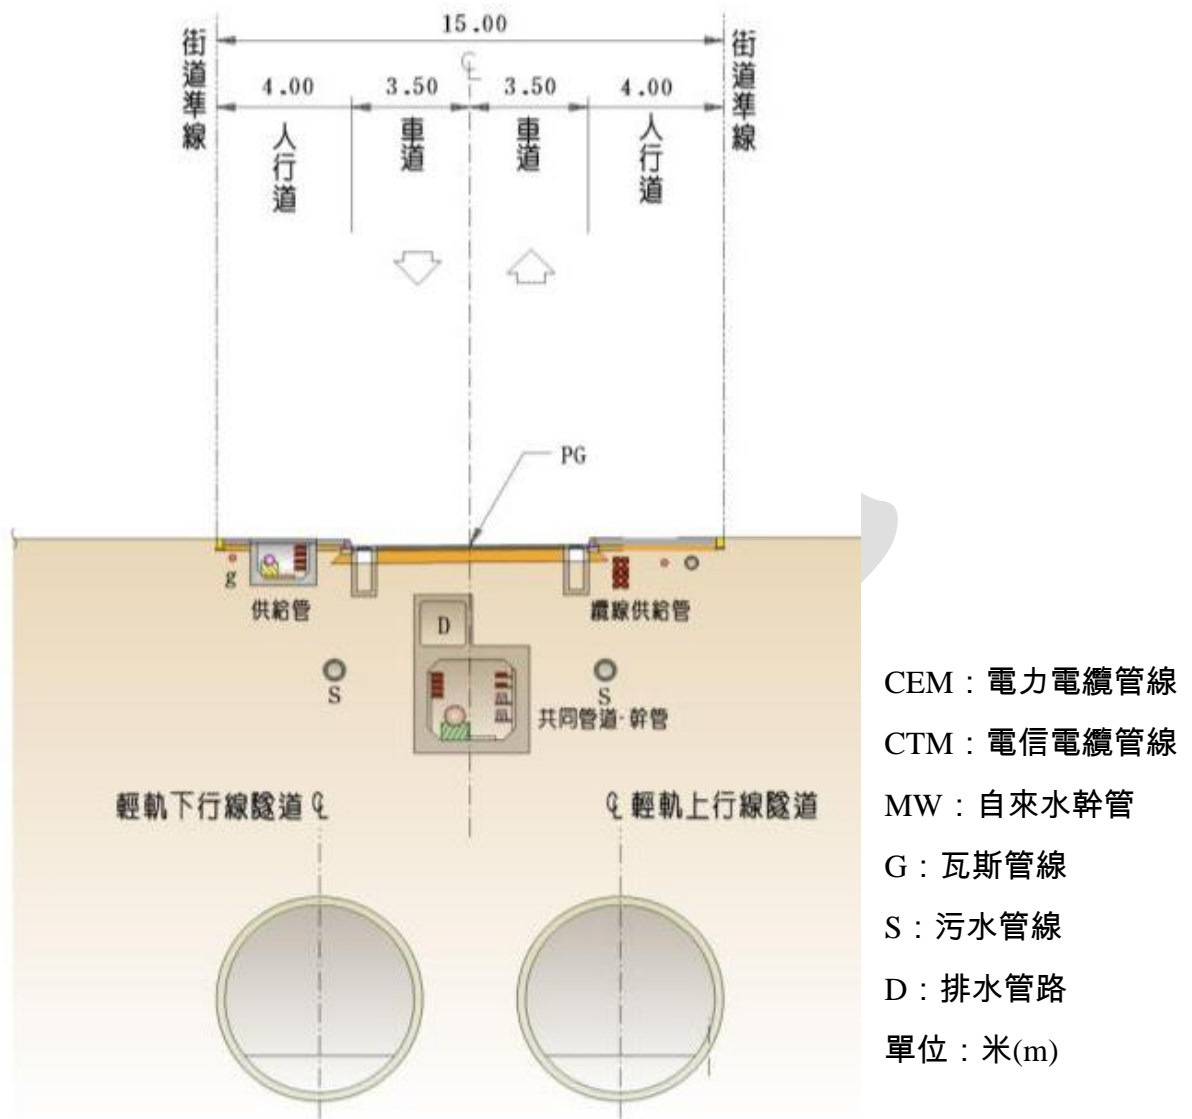 15.00
街道準線
街道準線
℄
4.00
3.50
3.50
4.00
人行道
車道
車道
人行道
PG
g
供給管
纜線供給管
D
S
S
共同管道-幹管
輕軌下行線隧道 ℄
℄ 輕軌上行線隧道
CEM：電力電纜管線
CTM：電信電纜管線
MW：自來水幹管
G：瓦斯管線
S：污水管線
D：排水管路
單位：米(m)